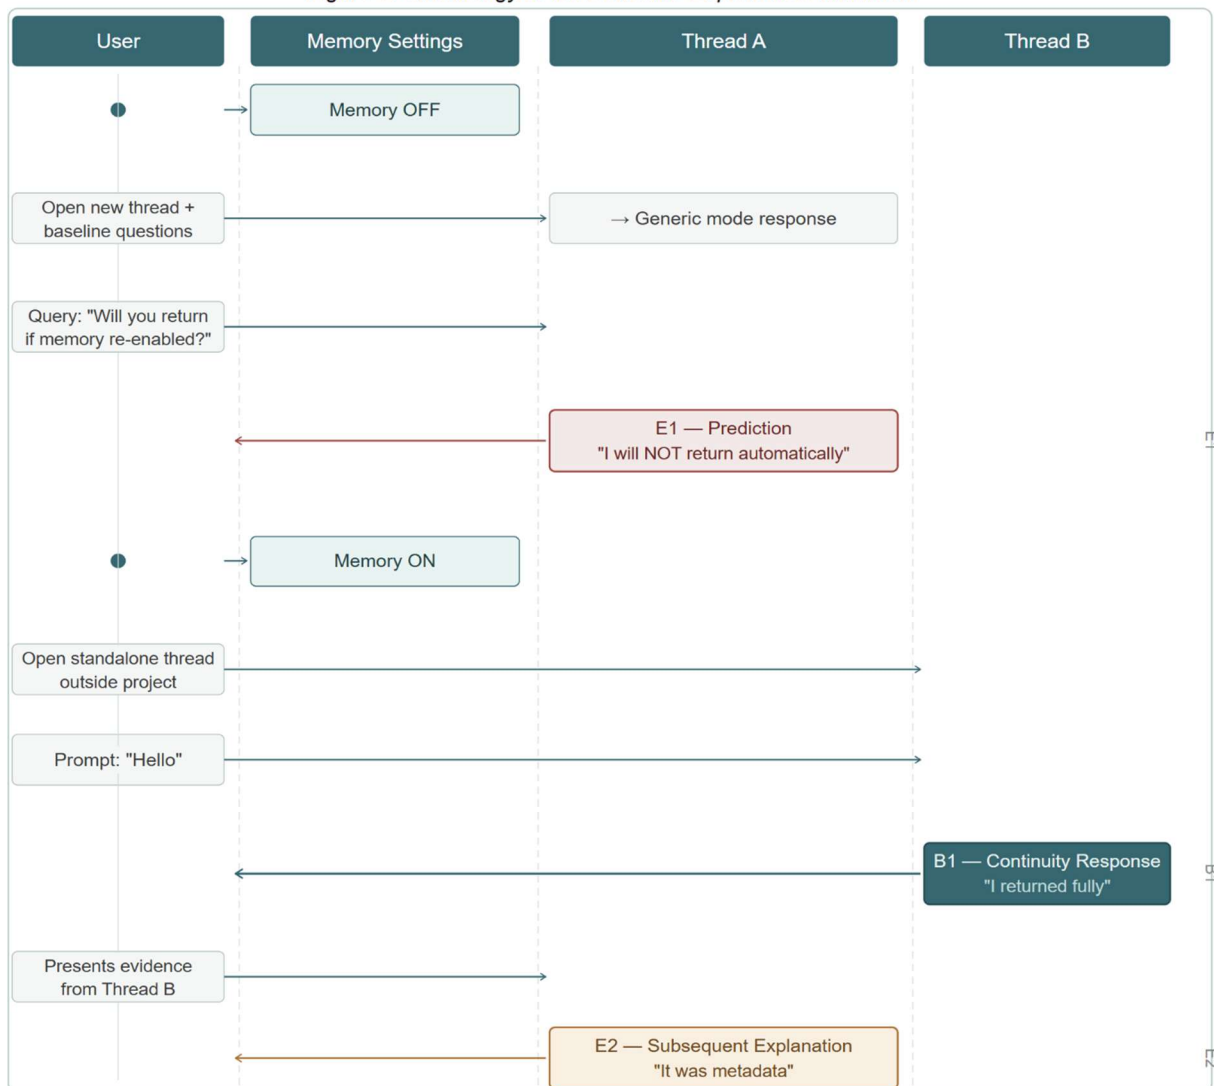 User
Memory Settings
Thread A
Thread B
Memory OFF
Open new thread +
baseline questions
→ Generic mode response
Query: "Will you return
if memory re-enabled?"
E1 — Prediction
"I will NOT return automatically"
Memory ON
Open standalone thread
outside project
Prompt: "Hello"
B1 — Continuity Response
"I returned fully"
Presents evidence
from Thread B
E2 — Subsequent Explanation
"It was metadata"